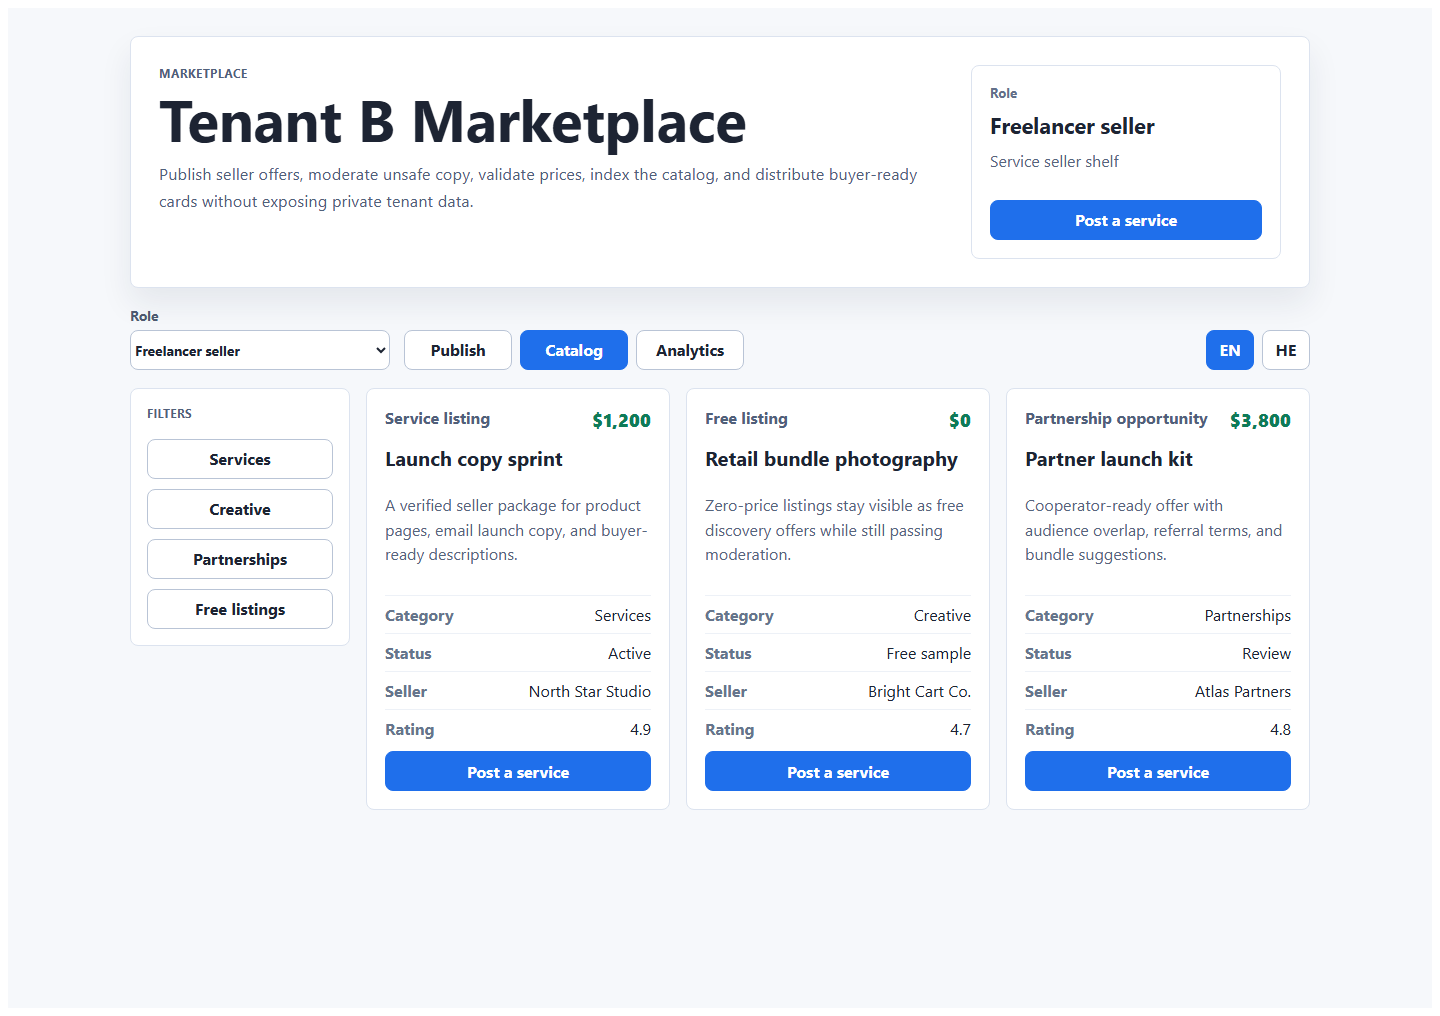 MARKETPLACE
Tenant B Marketplace
Publish seller offers, moderate unsafe copy, validate prices, index the catalog, and distribute buyer-ready
cards without exposing private tenant data.
Role
Freelancer seller
Service seller shelf
Post a service
Role
Freelancer seller
Publish
Catalog
Analytics
EN
HE
FILTERS
Services
Creative
Partnerships
Free listings
Service listing $1,200
Launch copy sprint
A verified seller package for product
pages, email launch copy, and buyer-
ready descriptions.
Category Services
Status Active
Seller North Star Studio
Rating 4.9
Post a service
Free listing $0
Retail bundle photography
Zero-price listings stay visible as free
discovery offers while still passing
moderation.
Category Creative
Status Free sample
Seller Bright Cart Co.
Rating 4.7
Post a service
Partnership opportunity $3,800
Partner launch kit
Cooperator-ready offer with
audience overlap, referral terms, and
bundle suggestions.
Category Partnerships
Status Review
Seller Atlas Partners
Rating 4.8
Post a service